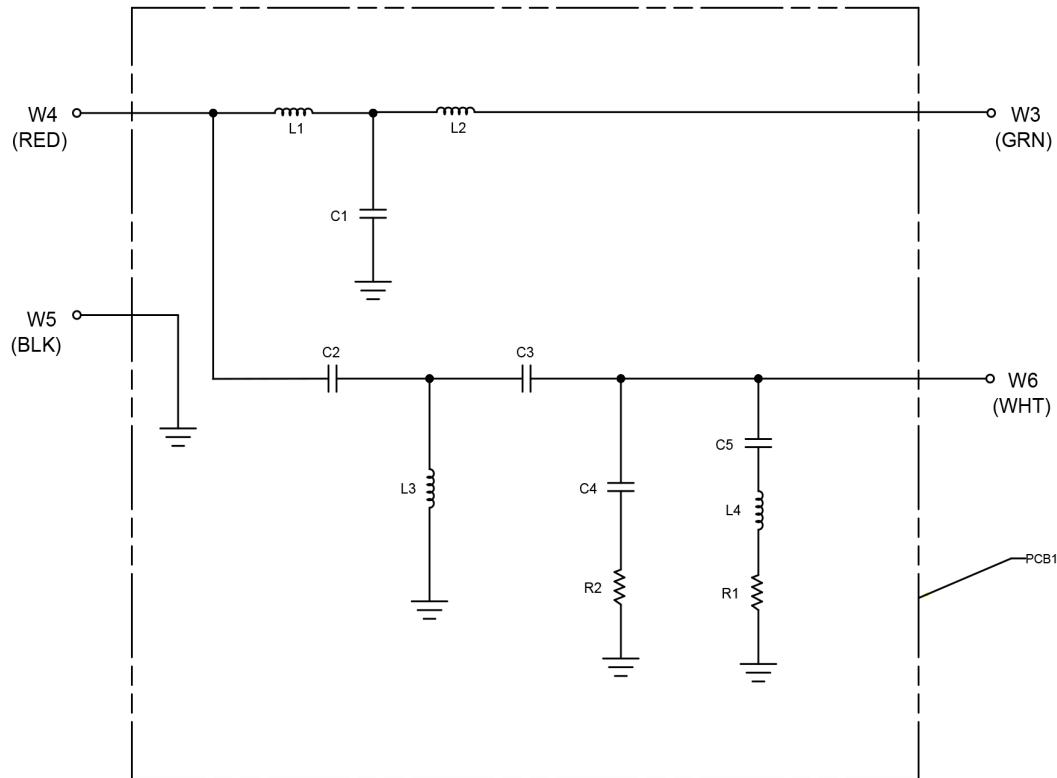 W4
(RED)
L1
L2
W3
(GRN)
C1
W5
(BLK)
C2
C3
W6
(WHT)
C5
L3
C4
L4
PCB1
R2
R1